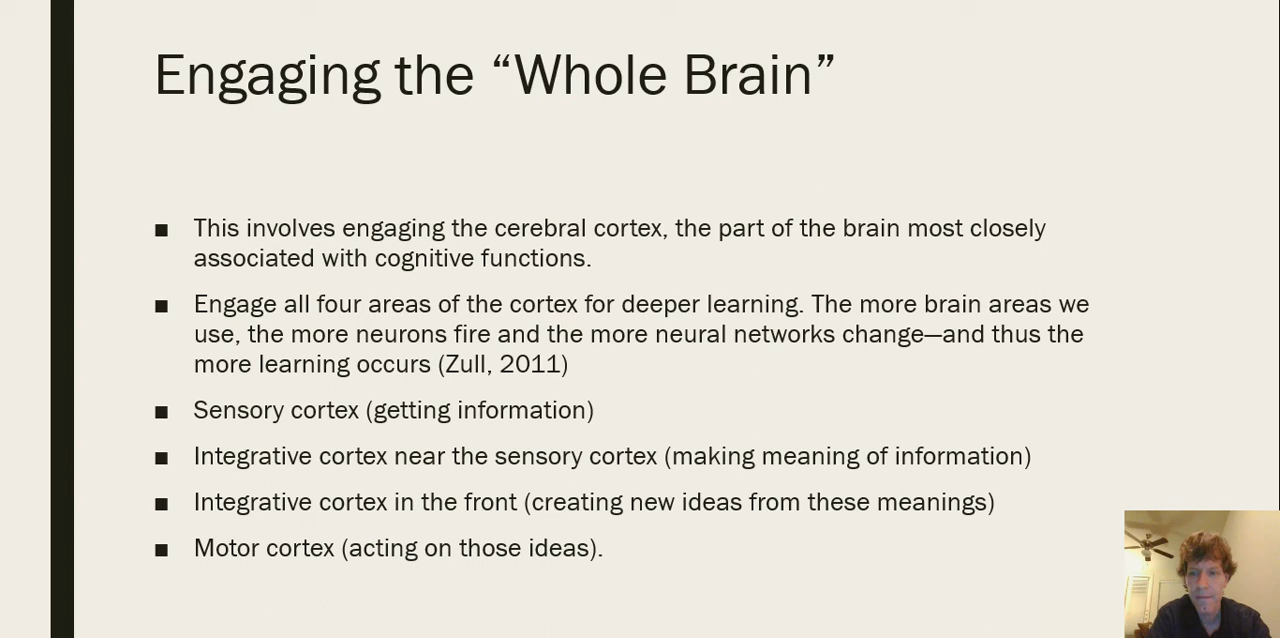 Engaging the “Whole Brain”
■ This involves engaging the cerebral cortex, the part of the brain most closely
associated with cognitive functions.
■ Engage all four areas of the cortex for deeper learning. The more brain areas we
use, the more neurons fire and the more neural networks change—and thus the
more learning occurs (Zull, 2011)
■ Sensory cortex (getting information)
■ Integrative cortex near the sensory cortex (making meaning of information)
■ Integrative cortex in the front (creating new ideas from these meanings)
■ Motor cortex (acting on those ideas).